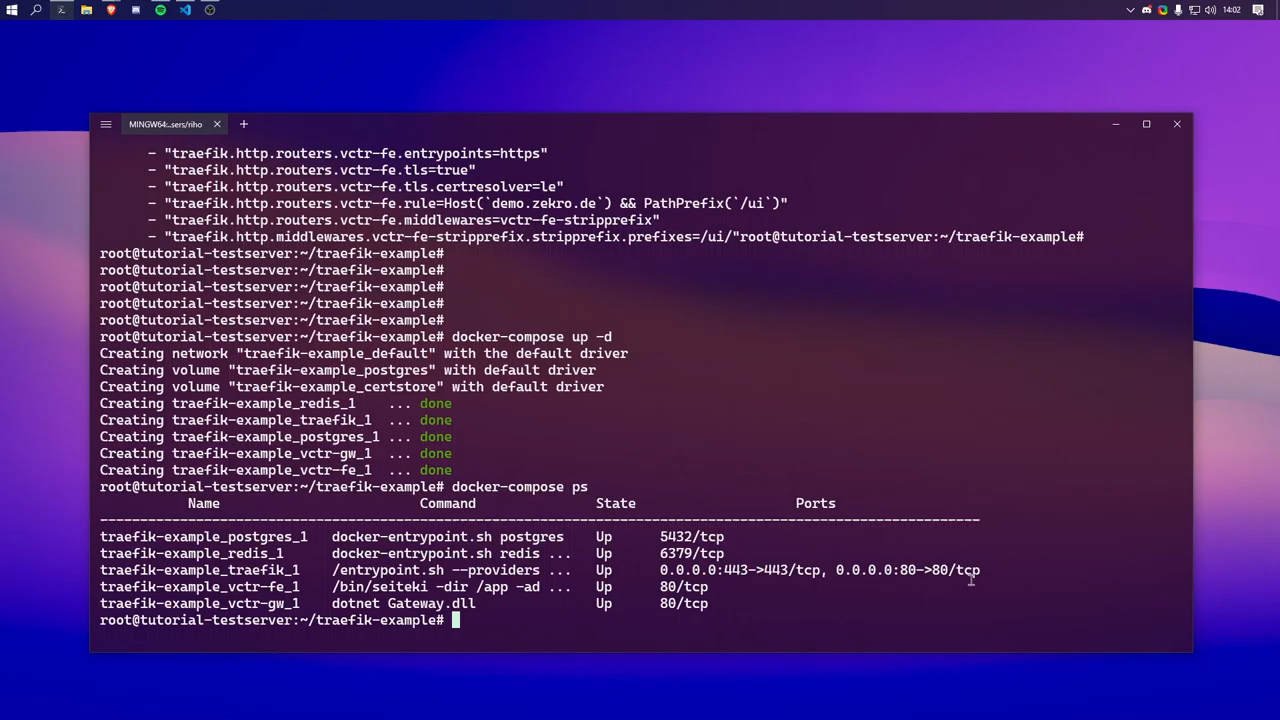 14:02
MINGW64:..sers/riho
- "traefik.http.routers.vctr-fe.entrypoints=https"
- "traefik.http.routers.vctr-fe.tls=true"
- "traefik.http.routers.vctr-fe.tls.certresolver=le"
- "traefik.http.routers.vctr-fe.rule=Host(`demo.zekro.de`) && PathPrefix(`/ui`)"
- "traefik.http.routers.vctr-fe.middlewares=vctr-fe-stripprefix"
- "traefik.http.middlewares.vctr-fe-stripprefix.stripprefix.prefixes=/ui/"root@tutorial-testserver:~/traefik-example#
root@tutorial-testserver:~/traefik-example#
root@tutorial-testserver:~/traefik-example#
root@tutorial-testserver:~/traefik-example#
root@tutorial-testserver:~/traefik-example#
root@tutorial-testserver:~/traefik-example#
root@tutorial-testserver:~/traefik-example# docker-compose up -d
Creating network "traefik-example_default" with the default driver
Creating volume "traefik-example_postgres" with default driver
Creating volume "traefik-example_certstore" with default driver
Creating traefik-example_redis_1    ... done
Creating traefik-example_traefik_1  ... done
Creating traefik-example_postgres_1 ... done
Creating traefik-example_vctr-gw_1  ... done
Creating traefik-example_vctr-fe_1  ... done
root@tutorial-testserver:~/traefik-example# docker-compose ps
Name Command State Ports
--------------------------------------------------------------------------------------------------------------
traefik-example_postgres_1   docker-entrypoint.sh postgres    Up      5432/tcp
traefik-example_redis_1      docker-entrypoint.sh redis ...   Up      6379/tcp
traefik-example_traefik_1    /entrypoint.sh --providers ...   Up      0.0.0.0:443->443/tcp, 0.0.0.0:80->80/tcp
traefik-example_vctr-fe_1    /bin/seiteki -dir /app -ad ...   Up      80/tcp
traefik-example_vctr-gw_1    dotnet Gateway.dll               Up      80/tcp
root@tutorial-testserver:~/traefik-example#